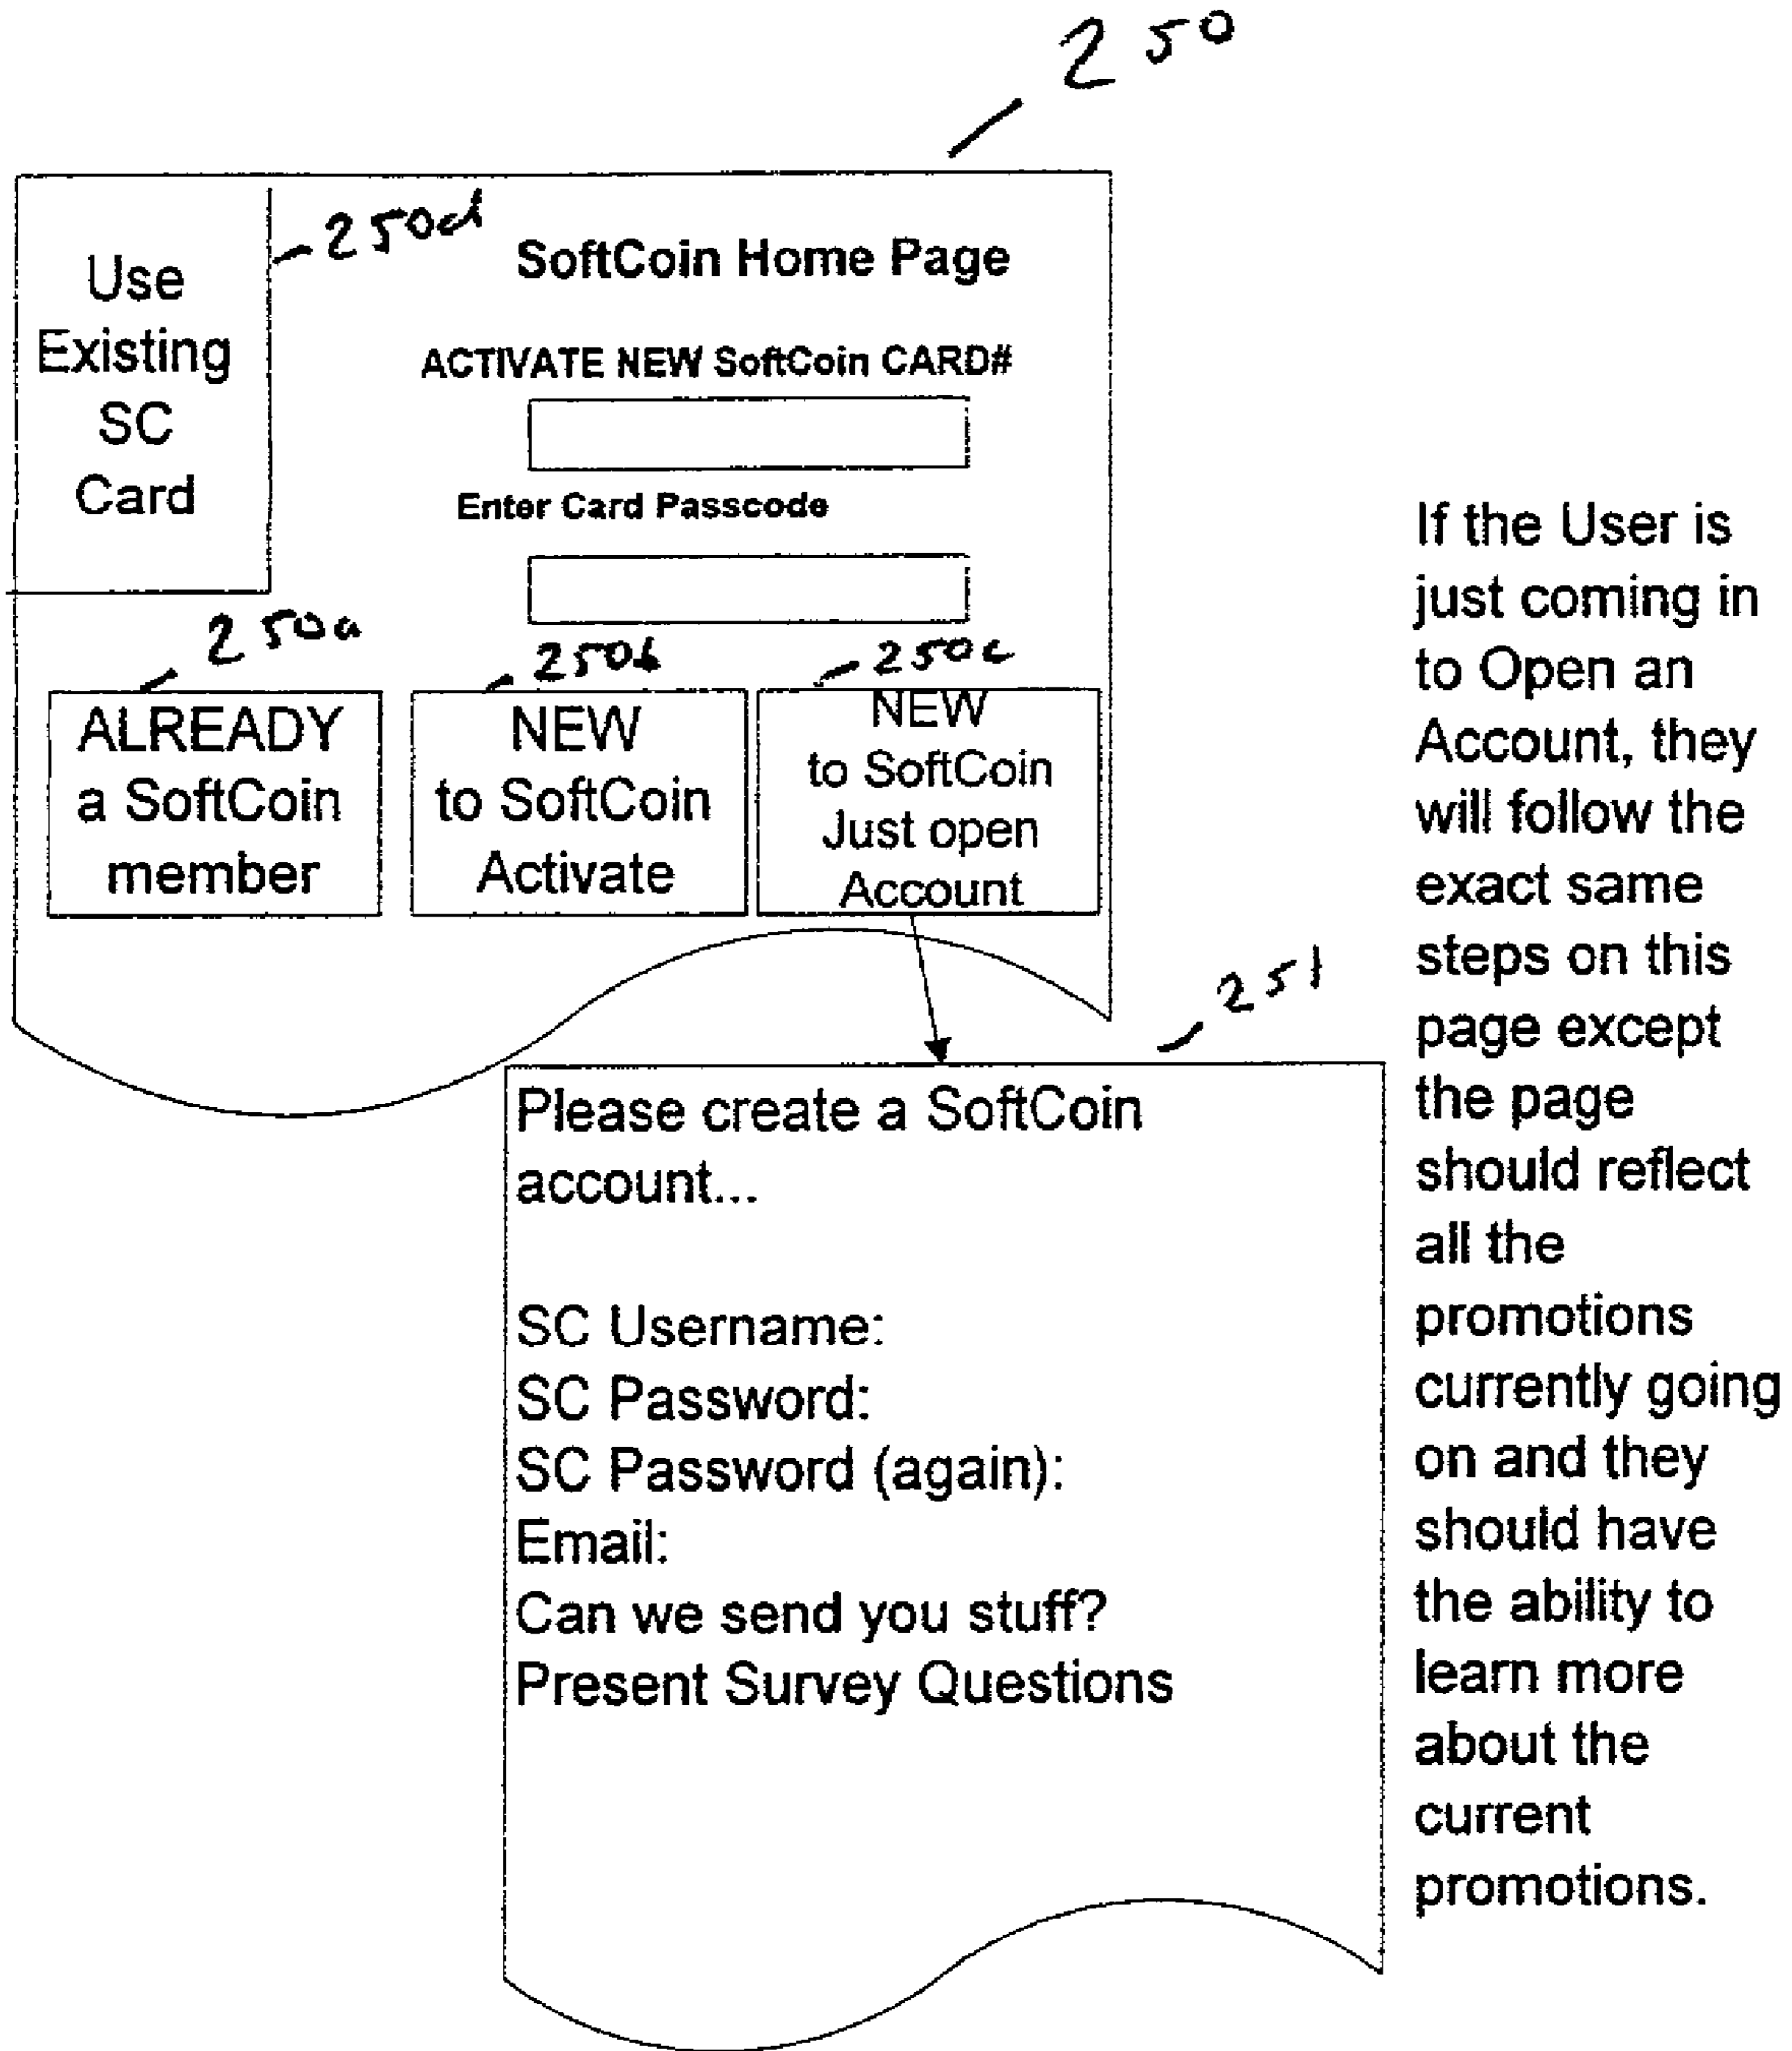 250
Use
Existing
SC
Card
250d
SoftCoin Home Page
ACTIVATE NEW SoftCoin CARD#
Enter Card Passcode
250a
250b
250c
ALREADY
a SoftCoin
member
NEW
to SoftCoin
Activate
NEW
to SoftCoin
Just open
Account
251
Please create a SoftCoin
account...
SC Username:
SC Password:
SC Password (again):
Email:
Can we send you stuff?
Present Survey Questions
If the User is
just coming in
to Open an
Account, they
will follow the
exact same
steps on this
page except
the page
should reflect
all the
promotions
currently going
on and they
should have
the ability to
learn more
about the
current
promotions.